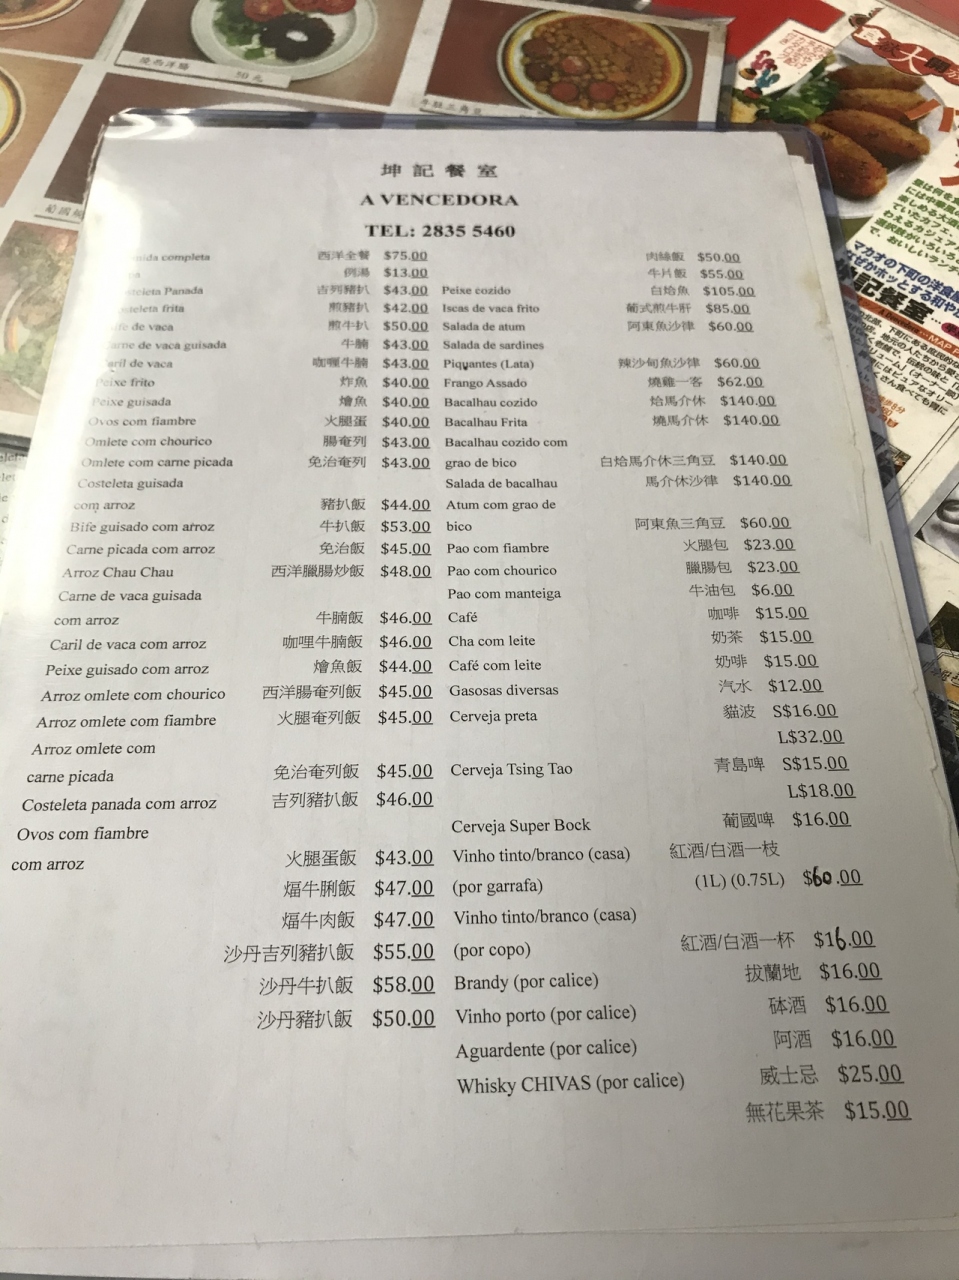 坤記餐室
A VENCEDORA
TEL: 2835 5460
completa 西洋全餐 $75.00
例湯 $13.00
Panada 吉列豬扒 $43.00
frita 煎豬扒 $42.00
de vaca 煎牛扒 $50.00
de vaca guisada 牛腩 $43.00
de vaca 咖喱牛腩 $43.00
Peixe frito 炸魚 $40.00
Peixe guisada 燴魚 $40.00
Ovos com fiambre 火腿蛋 $40.00
Omlete com chourico 腸奄列 $43.00
Omlete com carne picada 免治奄列 $43.00
Costeleta guisada
com arroz 豬扒飯 $44.00
Bife guisado com arroz 牛扒飯 $53.00
Carne picada com arroz 免治飯 $45.00
Arroz Chau Chau 西洋臘腸炒飯 $48.00
Carne de vaca guisada
com arroz 牛腩飯 $46.00
Caril de vaca com arroz 咖哩牛腩飯 $46.00
Peixe guisado com arroz 燴魚飯 $44.00
Arroz omlete com chourico 西洋腸奄列飯 $45.00
Arroz omlete com fiambre 火腿奄列飯 $45.00
Arroz omlete com
carne picada 免治奄列飯 $45.00
Costeleta panada com arroz 吉列豬扒飯 $46.00
Ovos com fiambre
com arroz 火腿蛋飯 $43.00
煏牛脷飯 $47.00
煏牛肉飯 $47.00
沙丹吉列豬扒飯 $55.00
沙丹牛扒飯 $58.00
沙丹豬扒飯 $50.00
肉絲飯 $50.00
牛片飯 $55.00
Peixe cozido 白烚魚 $105.00
Iscas de vaca frito 葡式煎牛肝 $85.00
Salada de atum 阿東魚沙律 $60.00
Salada de sardines
Piquantes (Lata) 辣沙甸魚沙律 $60.00
Frango Assado 燒雞一客 $62.00
Bacalhau cozido 烚馬介休 $140.00
Bacalhau Frita 燒馬介休 $140.00
Bacalhau cozido com
grao de bico 白烚馬介休三角豆 $140.00
Salada de bacalhau 馬介休沙律 $140.00
Atum com grao de
bico 阿東魚三角豆 $60.00
Pao com fiambre 火腿包 $23.00
Pao com chourico 臘腸包 $23.00
Pao com manteiga 牛油包 $6.00
Café 咖啡 $15.00
Cha com leite 奶茶 $15.00
Café com leite 奶啡 $15.00
Gasosas diversas 汽水 $12.00
Cerveja preta 貓波 S$16.00
L$32.00
Cerveja Tsing Tao 青島啤 S$15.00
L$18.00
Cerveja Super Bock 葡國啤 $16.00
Vinho tinto/branco (casa) 紅酒/白酒一枝
(por garrafa) (1L) (0.75L) $60.00
Vinho tinto/branco (casa)
(por copo) 紅酒/白酒一杯 $16.00
Brandy (por calice) 拔蘭地 $16.00
Vinho porto (por calice) 砵酒 $16.00
Aguardente (por calice) 阿酒 $16.00
Whisky CHIVAS (por calice) 威士忌 $25.00
無花果茶 $15.00